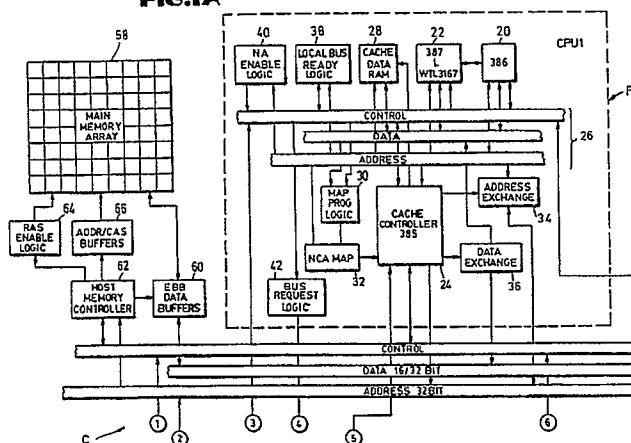 FIG.1A
58
40
38
28
22
20
NA
ENABLE
LOGIC
LOCAL BUS
READY
LOGIC
CACHE
DATA
RAM
387
L
WTL3167
386
CPU1
P
MAIN
MEMORY
ARRAY
CONTROL
DATA
ADDRESS
26
30
MAP
PROG
LOGIC
CACHE
CONTROLLER
385
ADDRESS
EXCHANGE
34
64
66
RAS
ENABLE
LOGIC
ADDR/CAS
BUFFERS
62
60
HOST
MEMORY
CONTROLLER
EBB
DATA
BUFFERS
42
BUS
REQUEST
LOGIC
NCA MAP
32
24
DATA
EXCHANGE
36
CONTROL
DATA 16/32 BIT
ADDRESS 32BIT
C
1
2
3
4
5
6